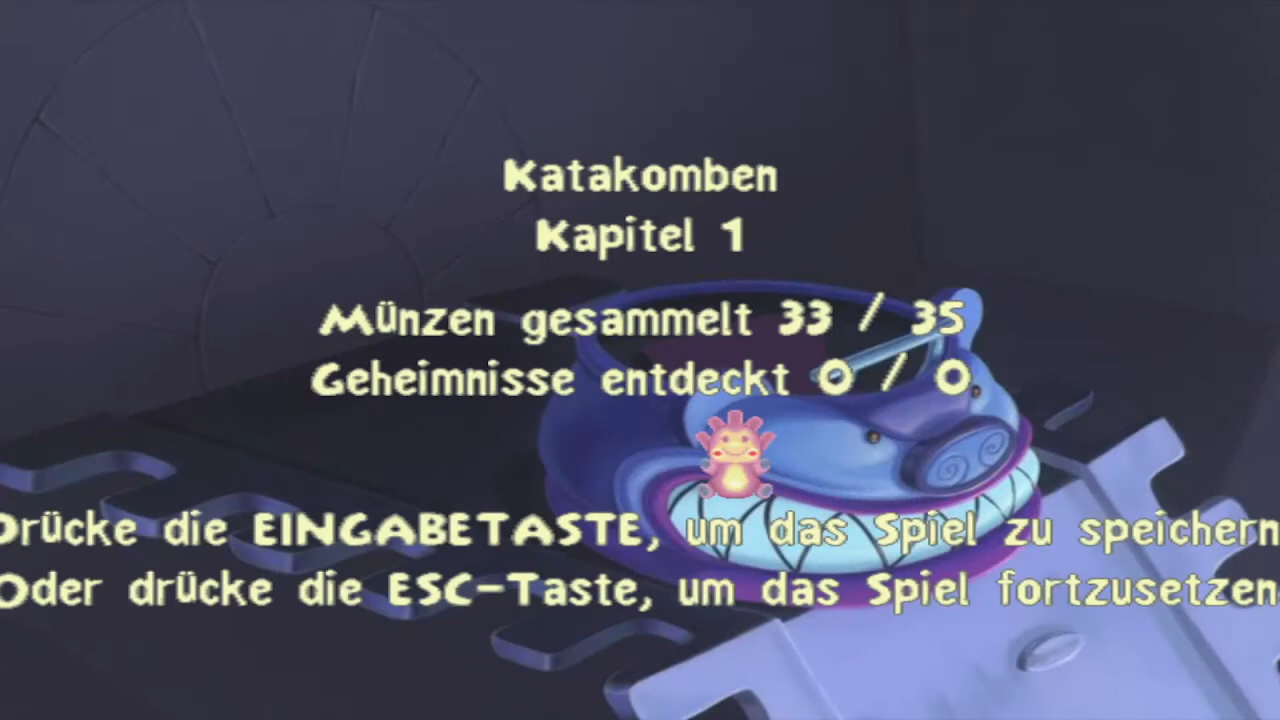 Katakomben
Kapitel 1
Münzen gesammelt 33 / 35
Geheimnisse entdeckt 0 / 0
Drücke die EINGABETASTE, um das Spiel zu speichern
Oder drücke die ESC-Taste, um das Spiel fortzusetzen